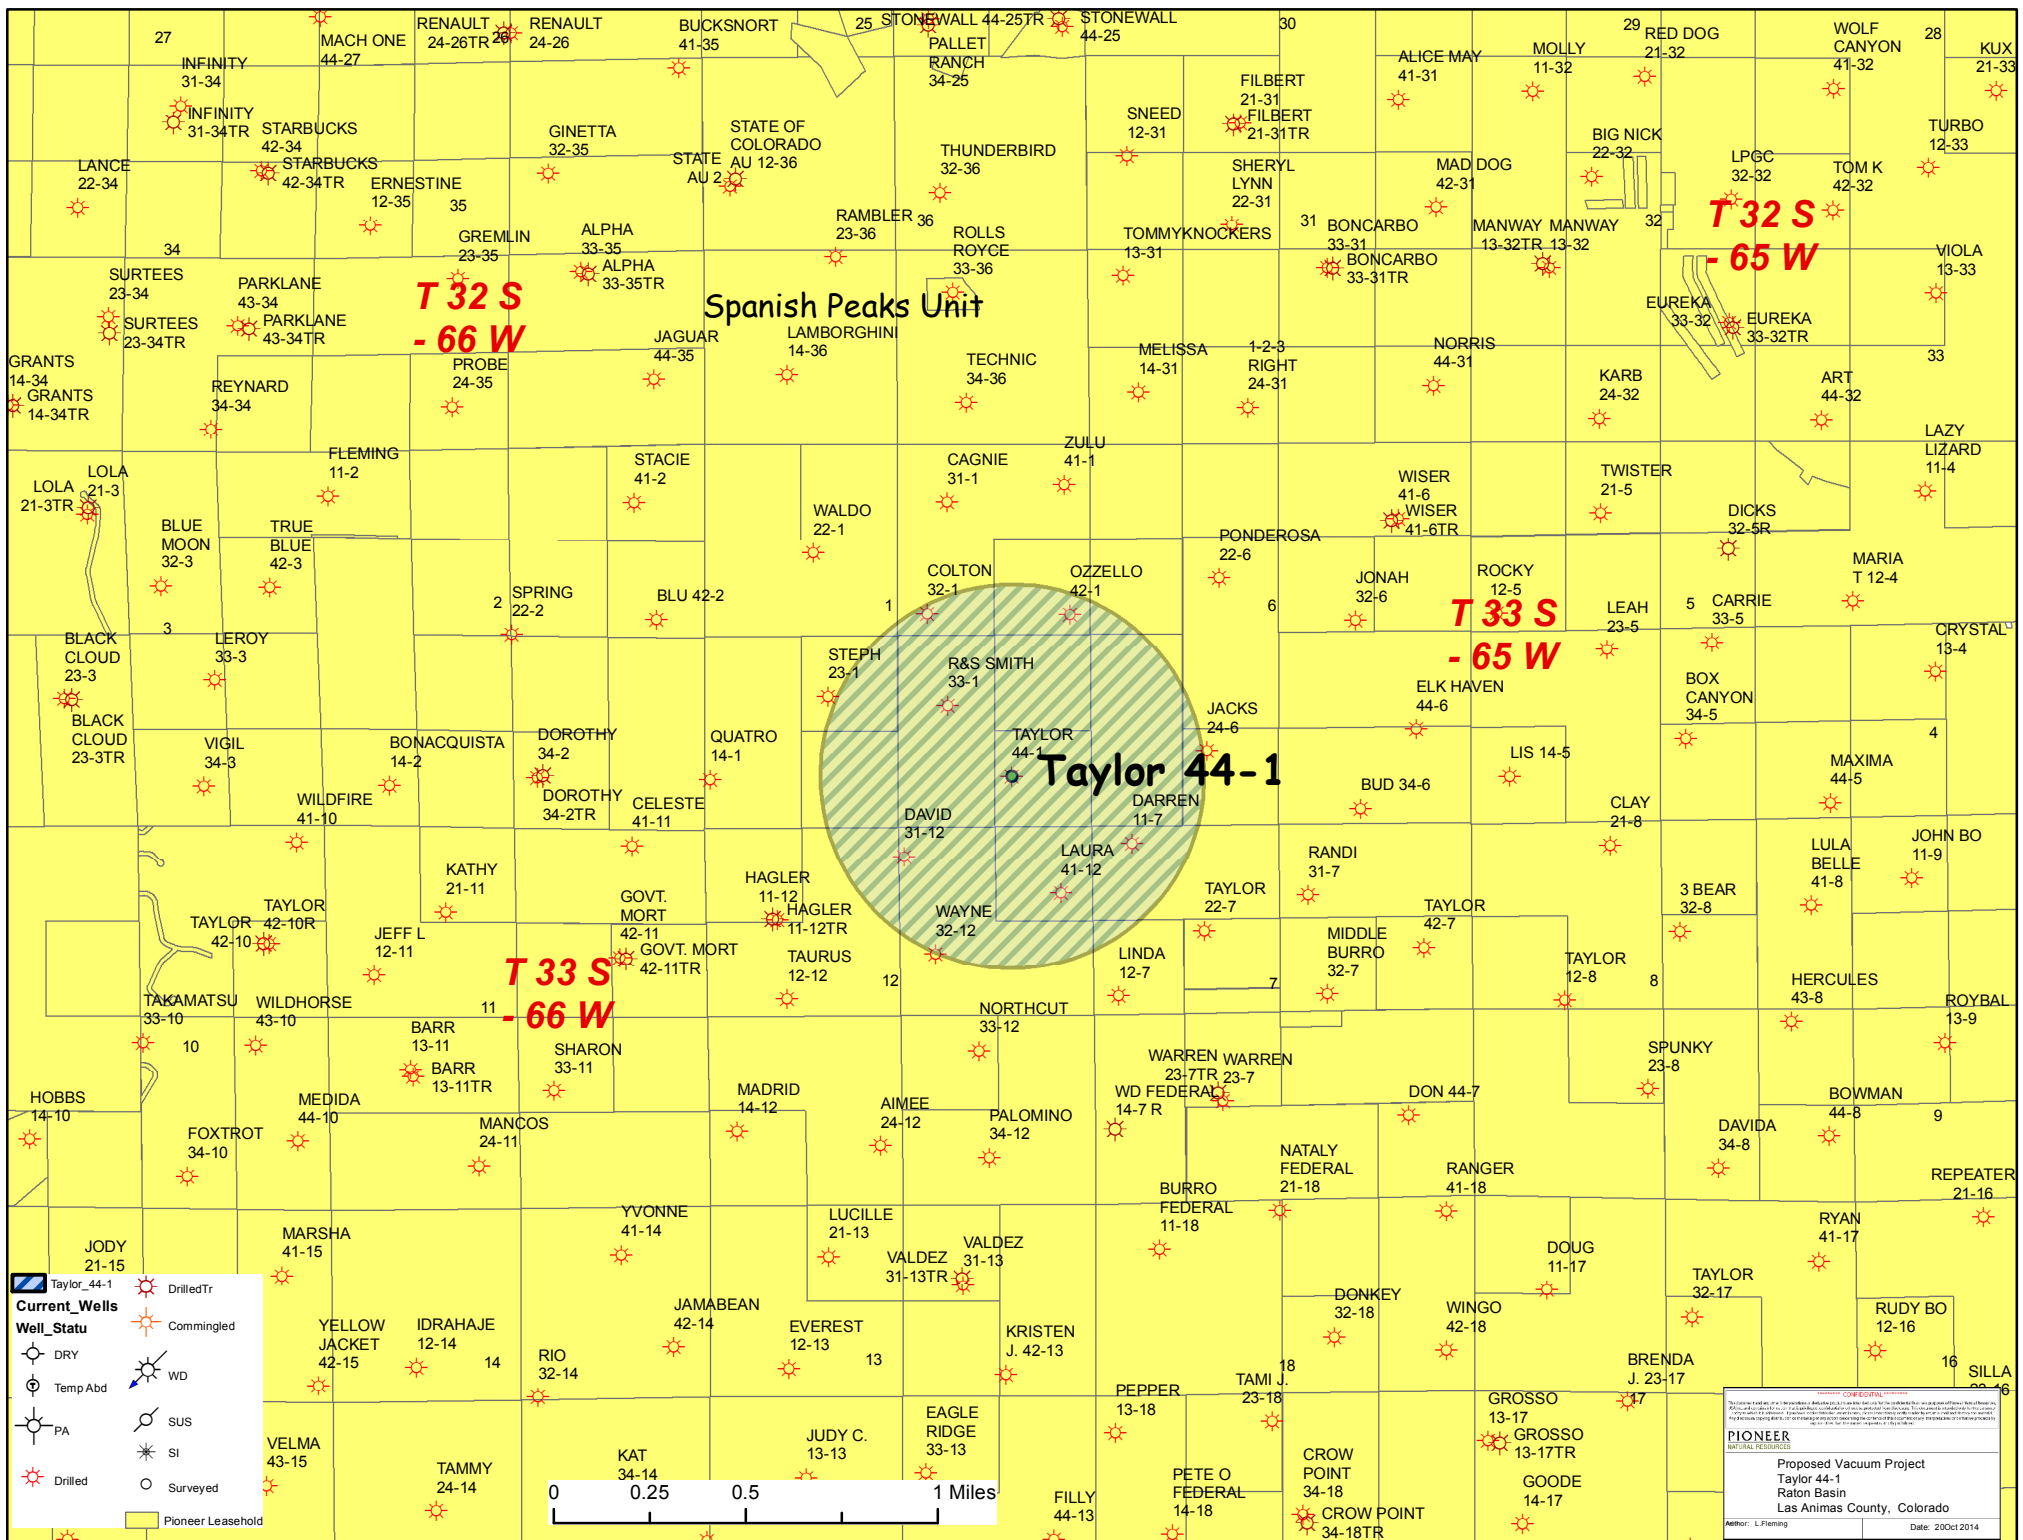 27
MACH ONE
44-27
RENAULT
24-26TR
26
RENAULT
24-26
BUCKSNORT
41-35
25
STONEWALL 44-25TR
PALLET
RANCH
34-25
STONEWALL
44-25
30
ALICE MAY
41-31
MOLLY
11-32
29
RED DOG
21-32
WOLF
CANYON
41-32
28
KUX
21-33
INFINITY
31-34
INFINITY
31-34TR
STARBUCKS
42-34
STARBUCKS
42-34TR
LANCE
22-34
ERNESTINE
12-35
35
GINETTA
32-35
STATE
AU 2
STATE OF
COLORADO
AU 12-36
THUNDERBIRD
32-36
SNEED
12-31
FILBERT
21-31
FILBERT
21-31TR
SHERYL
LYNN
22-31
MAD DOG
42-31
BIG NICK
22-32
LPGC
32-32
TOM K
42-32
TURBO
12-33
34
GREMLIN
23-35
ALPHA
33-35
ALPHA
33-35TR
RAMBLER
23-36
36
ROLLS
ROYCE
33-36
TOMMYKNOCKERS
13-31
31
BONCARBO
33-31
BONCARBO
33-31TR
MANWAY
13-32TR
MANWAY
13-32
32
T 32 S
- 65 W
VIOLA
13-33
SURTEES
23-34
SURTEES
23-34TR
PARKLANE
43-34
PARKLANE
43-34TR
T 32 S
- 66 W
Spanish Peaks Unit
EUREKA
33-32
EUREKA
33-32TR
33
GRANTS
14-34
GRANTS
14-34TR
REYNARD
34-34
PROBE
24-35
JAGUAR
44-35
LAMBORGHINI
14-36
TECHNIC
34-36
MELISSA
14-31
1-2-3
RIGHT
24-31
NORRIS
44-31
KARB
24-32
ART
44-32
LOLA
21-3
LOLA
21-3TR
FLEMING
11-2
STACIE
41-2
WALDO
22-1
CAGNIE
31-1
ZULU
41-1
WISER
41-6
WISER
41-6TR
TWISTER
21-5
DICKS
32-5R
LAZY
LIZARD
11-4
BLUE
MOON
32-3
TRUE
BLUE
42-3
2
SPRING
22-2
BLU 42-2
1
COLTON
32-1
OZZELLO
42-1
PONDEROSA
22-6
6
JONAH
32-6
ROCKY
12-5
T 33 S
- 65 W
LEAH
23-5
5
CARRIE
33-5
MARIA
T 12-4
3
BLACK
CLOUD
23-3
BLACK
CLOUD
23-3TR
LEROY
33-3
STEPH
23-1
R&S SMITH
33-1
JACKS
24-6
ELK HAVEN
44-6
BOX
CANYON
34-5
CRYSTAL
13-4
4
VIGIL
34-3
BONACQUISTA
14-2
DOROTHY
34-2
DOROTHY
34-2TR
QUATRO
14-1
TAYLOR
44-1
Taylor 44-1
BUD 34-6
LIS 14-5
MAXIMA
44-5
WILDFIRE
41-10
CELESTE
41-11
DAVID
31-12
LAURA
41-12
DARREN
11-7
RANDI
31-7
CLAY
21-8
LULA
BELLE
41-8
JOHN BO
11-9
KATHY
21-11
HAGLER
11-12
HAGLER
11-12TR
WAYNE
32-12
TAYLOR
22-7
TAYLOR
42-7
3 BEAR
32-8
TAYLOR
42-10
TAYLOR
42-10R
JEFF L
12-11
GOVT.
MORT
42-11
GOVT. MORT
42-11TR
TAURUS
12-12
12
LINDA
12-7
7
MIDDLE
BURRO
32-7
TAYLOR
12-8
8
HERCULES
43-8
ROYBAL
13-9
T 33 S
- 66 W
11
TAKAMATSU
33-10
10
WILDHORSE
43-10
BARR
13-11
BARR
13-11TR
SHARON
33-11
NORTHCUT
33-12
WARREN
23-7TR
WARREN
23-7
WD FEDERAL
14-7 R
SPUNKY
23-8
BOWMAN
44-8
9
HOBBS
14-10
FOXTROT
34-10
MEDIDA
44-10
MANCOS
24-11
MADRID
14-12
AIMEE
24-12
PALOMINO
34-12
DON 44-7
DAVIDA
34-8
NATALY
FEDERAL
21-18
RANGER
41-18
REPEATER
21-16
BURRO
FEDERAL
11-18
YVONNE
41-14
LUCILLE
21-13
VALDEZ
31-13TR
VALDEZ
31-13
MARSHA
41-15
JODY
21-15
DOUG
11-17
RYAN
41-17
TAYLOR
32-17
DONKEY
32-18
WINGO
42-18
RUDY BO
12-16
YELLOW
JACKET
42-15
IDRAHAJE
12-14
14
RIO
32-14
JAMABEAN
42-14
EVEREST
12-13
13
KRISTEN
J. 42-13
18
TAMI J.
23-18
BRENDA
J. 23-17
17
16
SILLA
PEPPER
13-18
GROSSO
13-17
GROSSO
13-17TR
VELMA
43-15
TAMMY
24-14
KAT
34-14
JUDY C.
13-13
EAGLE
RIDGE
33-13
FILLY
44-13
PETE O
FEDERAL
14-18
CROW
POINT
34-18
CROW POINT
34-18TR
GOODE
14-17
Taylor_44-1
Current_Wells
Well_Statu
DRY
Temp Abd
PA
Drilled
DrilledTr
Commingled
WD
SUS
SI
Surveyed
Pioneer Leasehold
0 0.25 0.5 1 Miles
CONFIDENTIAL
PIONEER
NATURAL RESOURCES
Proposed Vacuum Project
Taylor 44-1
Raton Basin
Las Animas County, Colorado
Author: L.Fleming
Date: 20Oct 2014